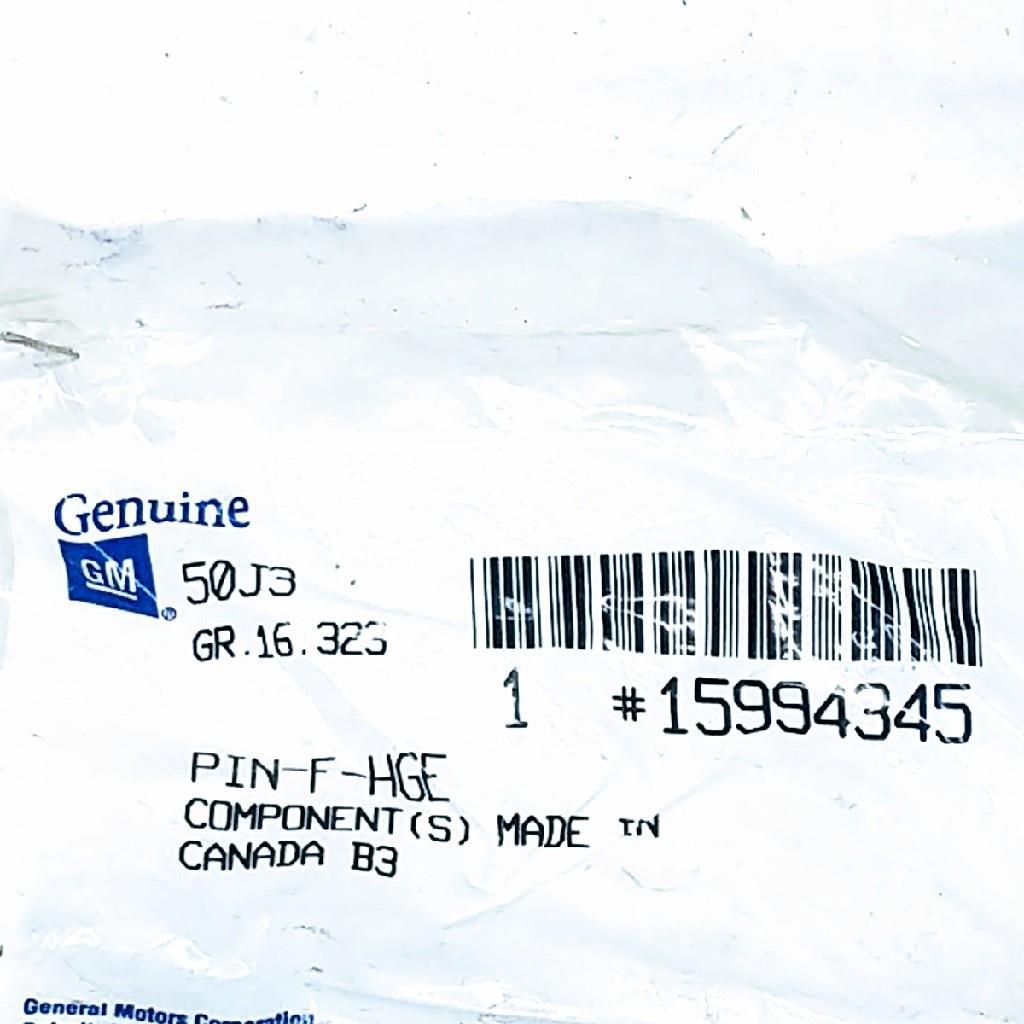 Genuine
GM
50J3
GR.16.323
1 #15994345
PIN-F-HGE
COMPONENT(S) MADE IN
CANADA B3
General Motors Corporation